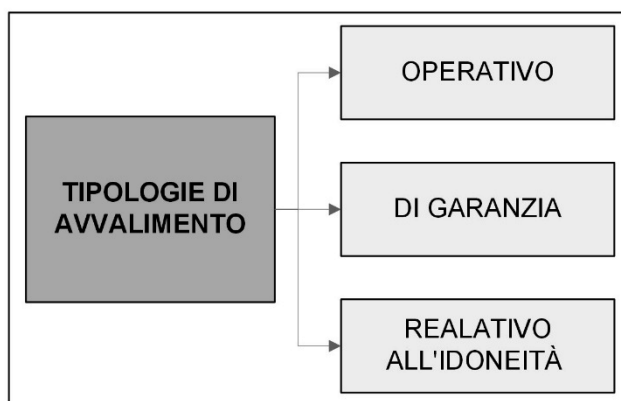 TIPOLOGIE DI
AVVALIMENTO
OPERATIVO
DI GARANZIA
REALATIVO
ALL'IDONEITÀ